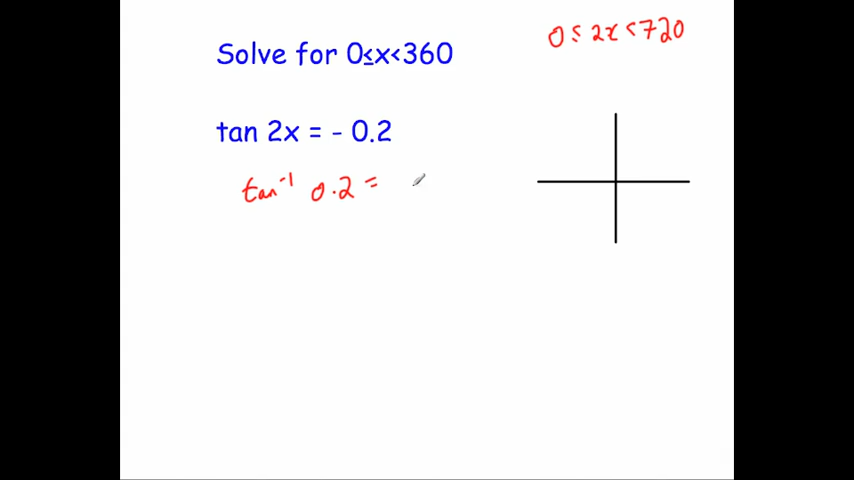 Solve for 0≤x<360
0 ≤ 2x < 720
tan 2x = - 0.2
tan⁻¹ 0.2 =